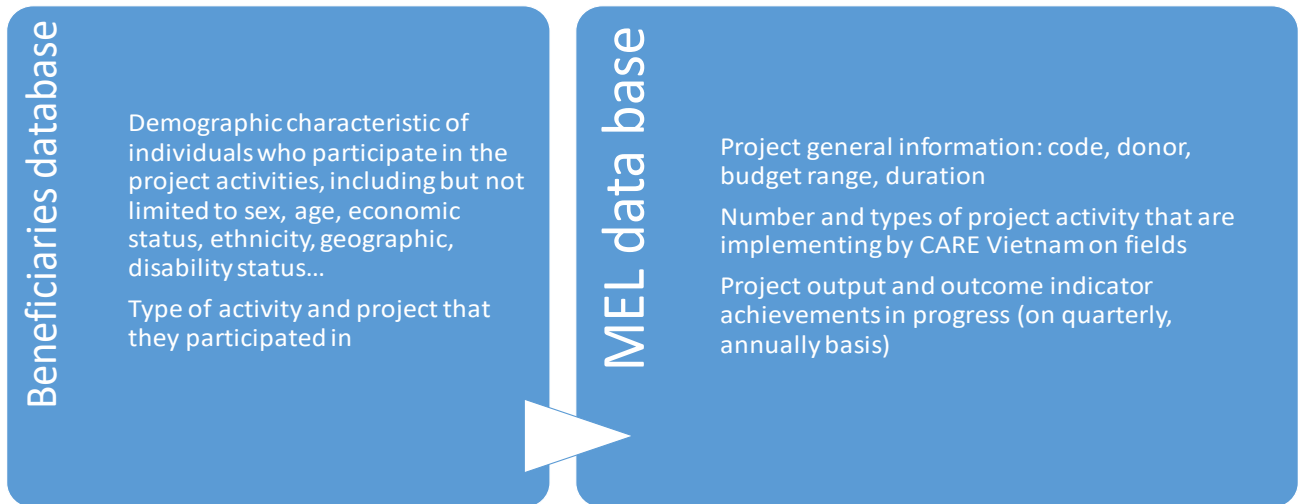 Beneficiaries database
Demographic characteristic of
individuals who participate in the
project activities, including but not
limited to sex, age, economic
status, ethnicity, geographic,
disability status…
Type of activity and project that
they participated in
MEL data base
Project general information: code, donor,
budget range, duration
Number and types of project activity that are
implementing by CARE Vietnam on fields
Project output and outcome indicator
achievements in progress (on quarterly,
annually basis)